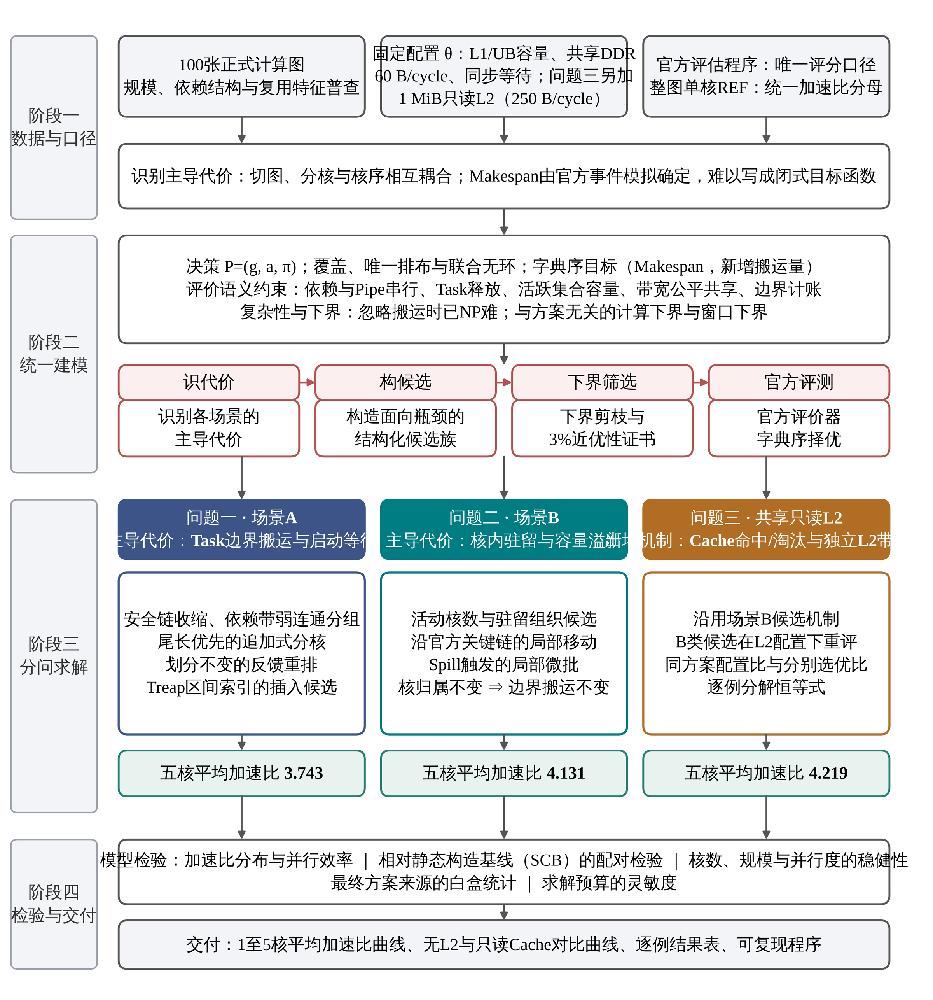 阶段一
数据与口径
100张正式计算图
规模、依赖结构与复用特征普查
固定配置 θ：L1/UB容量、共享DDR
60 B/cycle、同步等待；问题三另加
1 MiB只读L2（250 B/cycle）
官方评估程序：唯一评分口径
整图单核REF：统一加速比分母
识别主导代价：切图、分核与核序相互耦合；Makespan由官方事件模拟确定，难以写成闭式目标函数
阶段二
统一建模
决策 P=(g, a, π)；覆盖、唯一排布与联合无环；字典序目标（Makespan，新增搬运量）
评价语义约束：依赖与Pipe串行、Task释放、活跃集合容量、带宽公平共享、边界计账
复杂性与下界：忽略搬运时已NP难；与方案无关的计算下界与窗口下界
识代价
构候选
下界筛选
官方评测
识别各场景的
主导代价
构造面向瓶颈的
结构化候选族
下界剪枝与
3%近优性证书
官方评价器
字典序择优
阶段三
分问求解
问题一 · 场景A
主导代价：Task边界搬运与启动等待
问题二 · 场景B
主导代价：核内驻留与容量溢出
问题三 · 共享只读L2
机制：Cache命中/淘汰与独立L2带
安全链收缩、依赖带弱连通分组
尾长优先的追加式分核
划分不变的反馈重排
Treap区间索引的插入候选
活动核数与驻留组织候选
沿官方关键链的局部移动
Spill触发的局部微批
核归属不变 ⇒ 边界搬运不变
沿用场景B候选机制
B类候选在L2配置下重评
同方案配置比与分别选优比
逐例分解恒等式
五核平均加速比 3.743
五核平均加速比 4.131
五核平均加速比 4.219
阶段四
检验与交付
模型检验：加速比分布与并行效率 ｜ 相对静态构造基线（SCB）的配对检验 ｜ 核数、规模与并行度的稳健性
最终方案来源的白盒统计 ｜ 求解预算的灵敏度
交付：1至5核平均加速比曲线、无L2与只读Cache对比曲线、逐例结果表、可复现程序